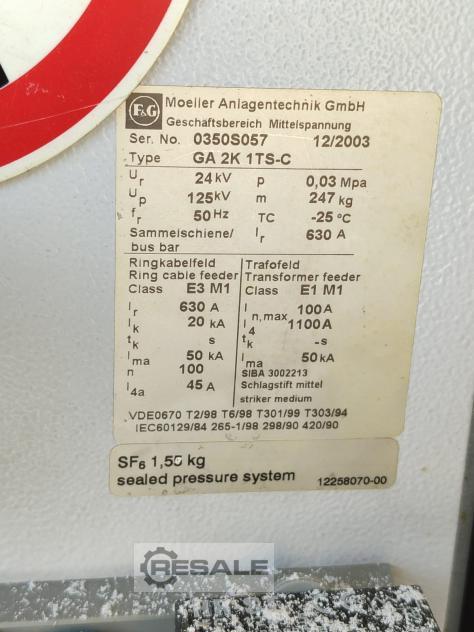 F&G Moeller Anlagentechnik GmbH
Geschäftsbereich Mittelspannung
Ser. No. 0350S057 12/2003
Type GA 2K 1TS-C
Ur 24 kV p 0,03 Mpa
Up 125kV m 247 kg
fr 50 Hz TC -25 °C
Sammelschiene/
bus bar Ir 630 A
Ringkabelfeld
Ring cable feeder
Class E3 M1
Ir 630 A
Ik 20 kA
tk s
Ima 50 kA
n 100
I4a 45 A
Trafofeld
Transformer feeder
Class E1 M1
In,max 100 A
I4 1100 A
tk -s
Ima 50 kA
SIBA 3002213
Schlagstift mittel
striker medium
VDE0670 T2/98 T6/98 T301/99 T303/94
IEC60129/84 265-1/98 298/90 420/90
SF6 1,55 kg
sealed pressure system 12258070-00
RESALE